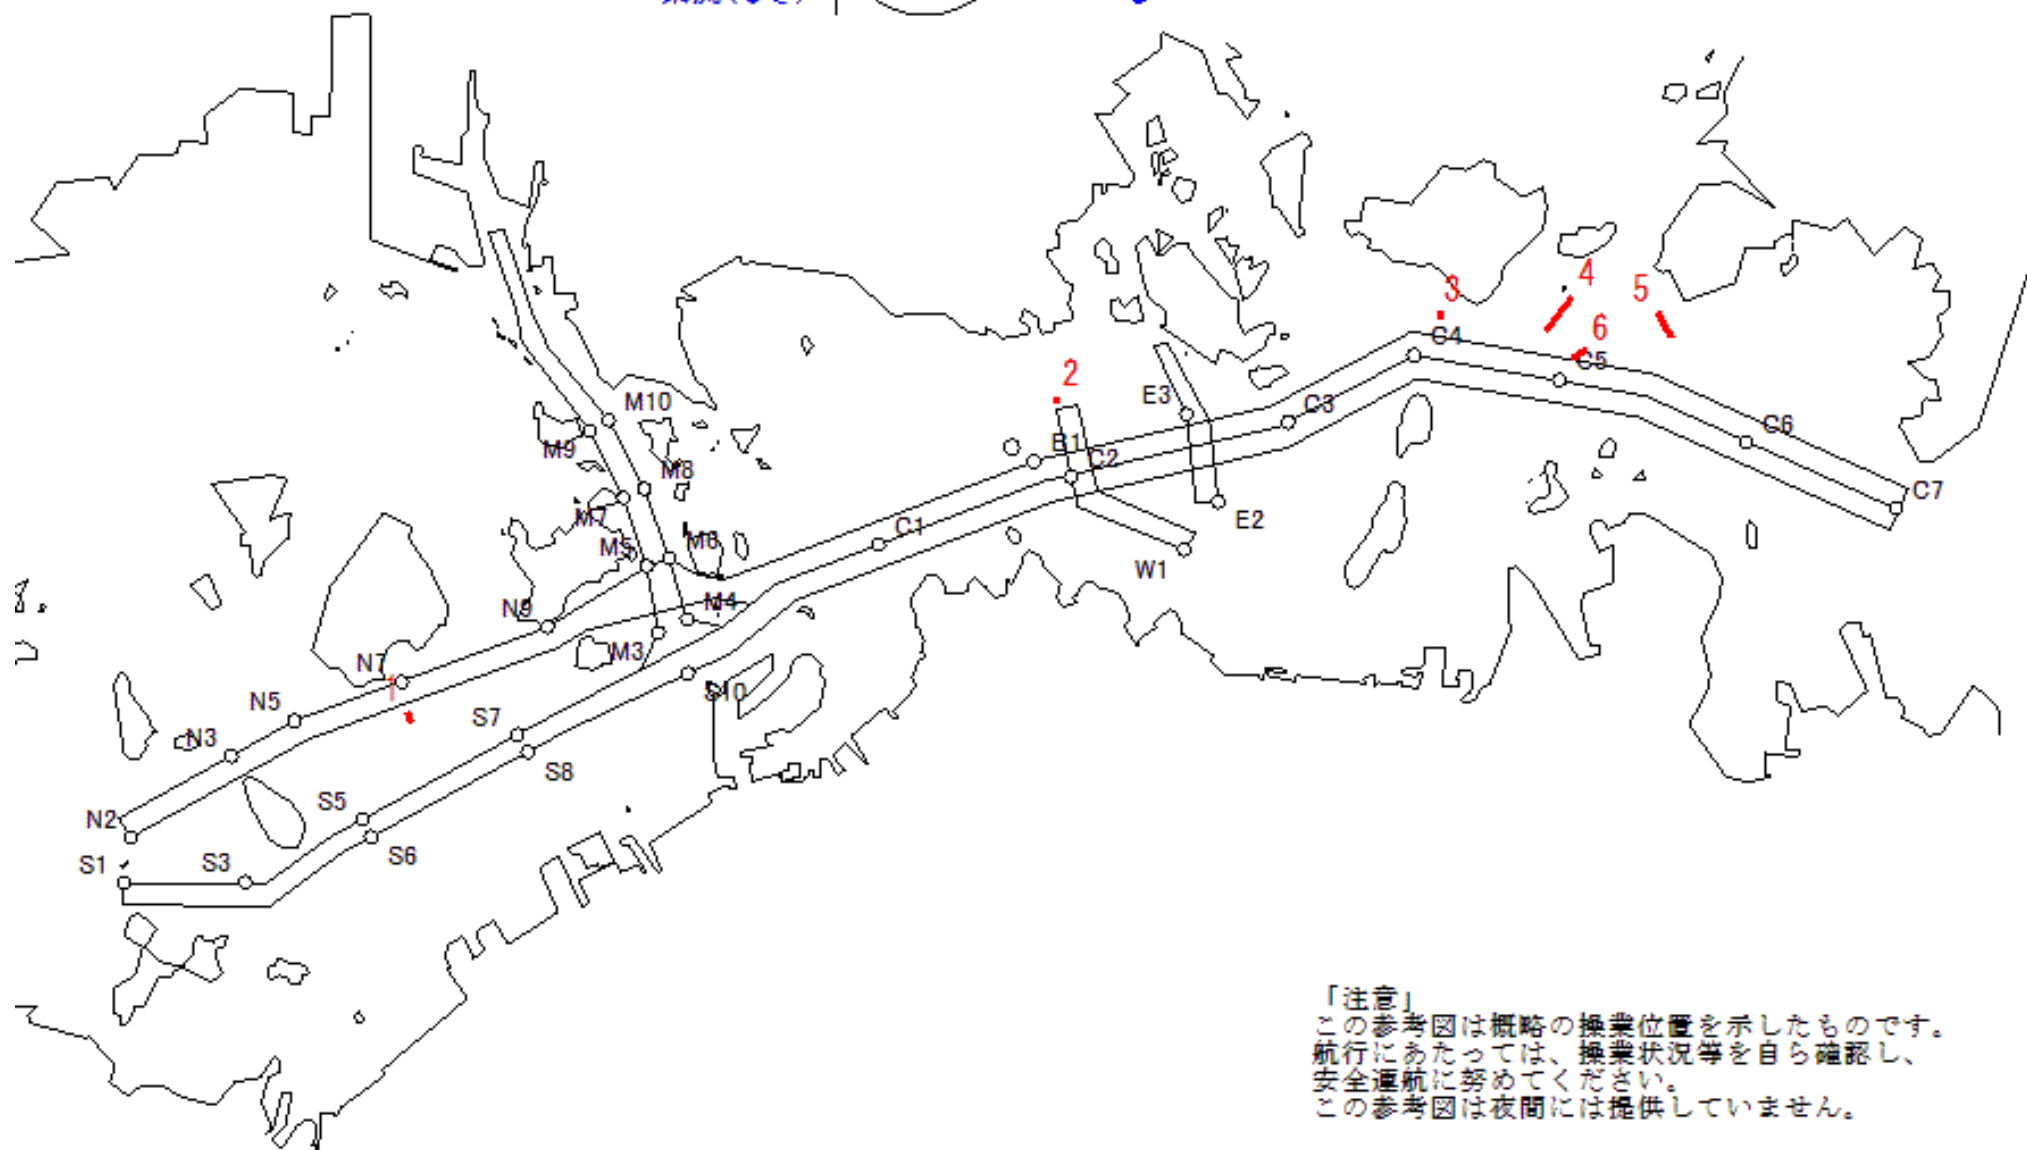 3
4
5
C4
6
C5
2
E3
M10
C3
B1
C6
M9
C2
M8
C7
M7
E2
C1
M5
M6
W1
N9
M4
M3
N7
1
S10
N5
S7
N3
S8
S5
N2
S6
S1
S3
「注意」
この参考図は概略の操業位置を示したものです。
航行にあたっては、操業状況等を自ら確認し、
安全運航に努めてください。
この参考図は夜間には提供していません。